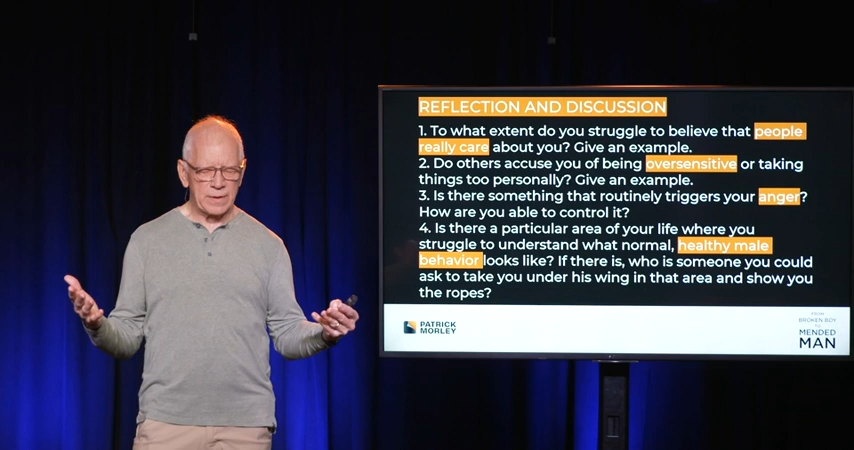 REFLECTION AND DISCUSSION
1. To what extent do you struggle to believe that people
really care about you? Give an example.
2. Do others accuse you of being oversensitive or taking
things too personally? Give an example.
3. Is there something that routinely triggers your anger?
How are you able to control it?
4. Is there a particular area of your life where you
struggle to understand what normal, healthy male
behavior looks like? If there is, who is someone you could
ask to take you under his wing in that area and show you
the ropes?
PATRICK
MORLEY
FROM
BROKEN BOY
TO
MENDED
MAN